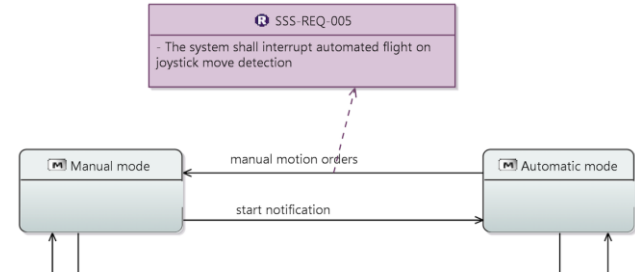 R SSS-REQ-005
- The system shall interrupt automated flight on
joystick move detection
manual motion orders
M Manual mode
M Automatic mode
start notification